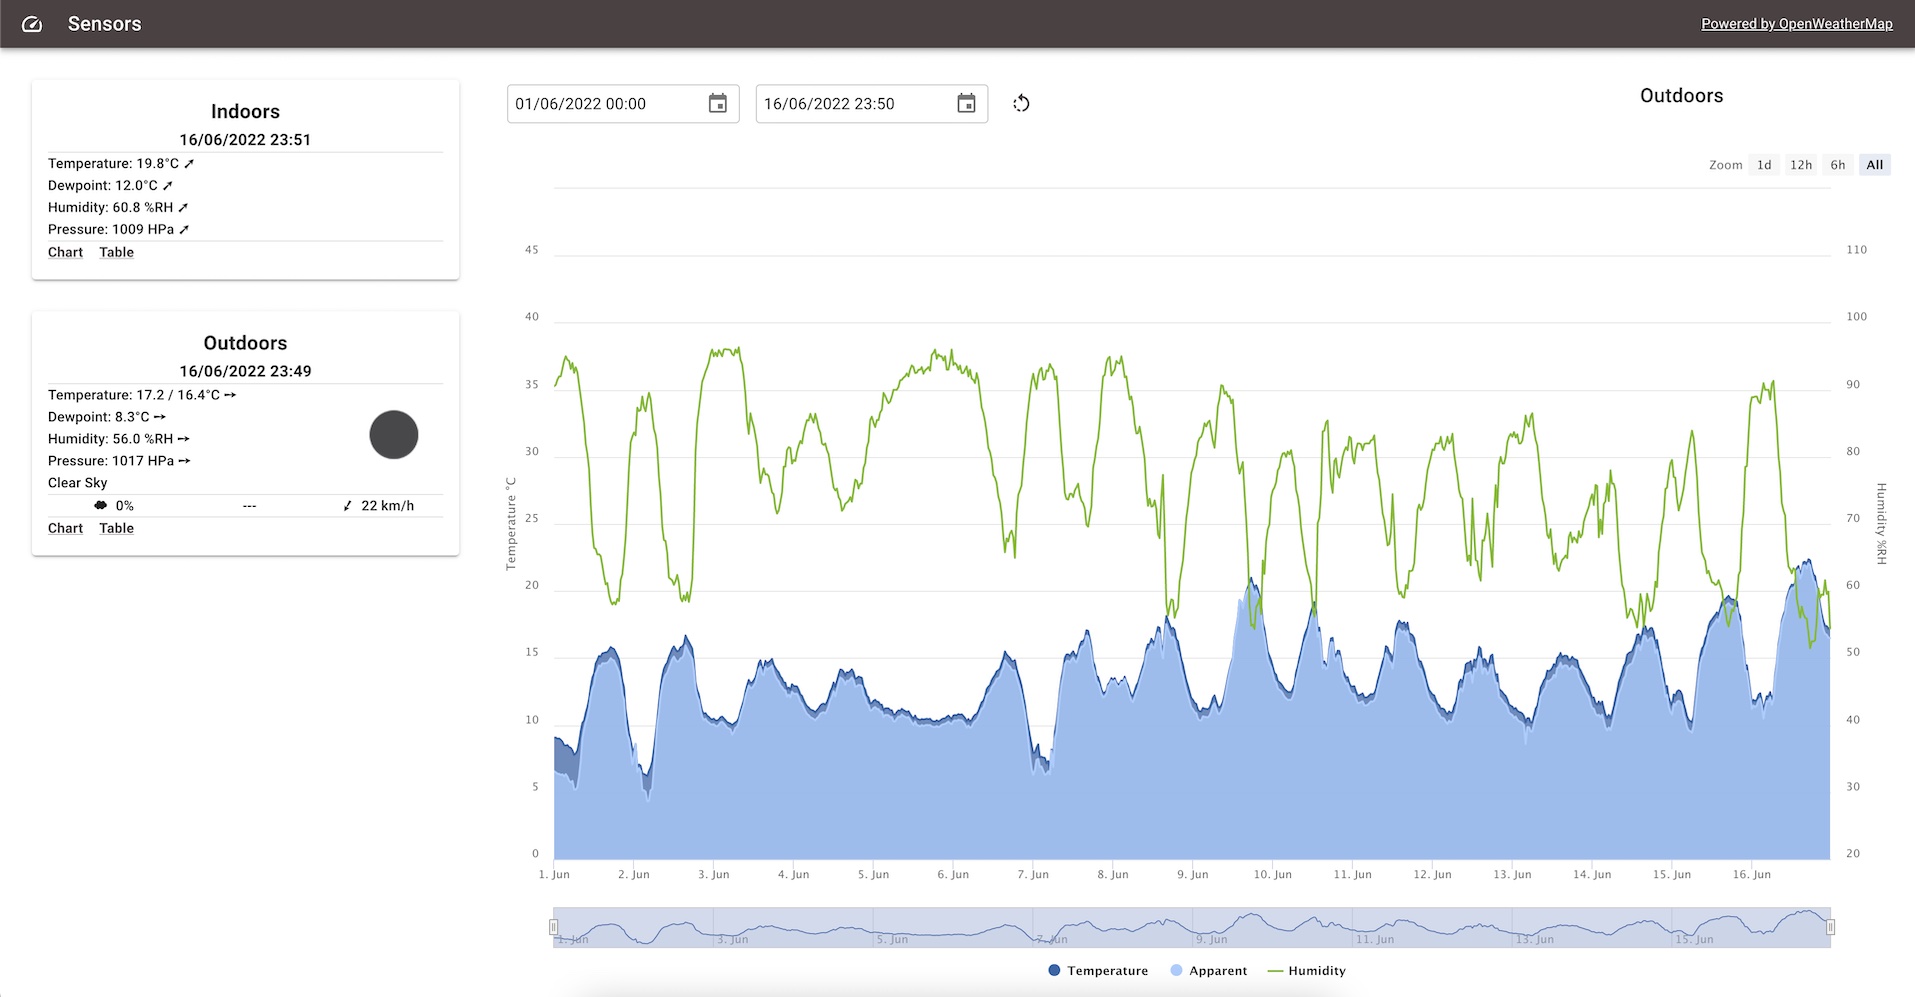 Sensors
Powered by OpenWeatherMap
Indoors
16/06/2022 23:51
Temperature: 19.8°C ➚
Dewpoint: 12.0°C ➚
Humidity: 60.8 %RH ➚
Pressure: 1009 HPa ➚
Chart Table
Outdoors
16/06/2022 23:49
Temperature: 17.2 / 16.4°C ➙
Dewpoint: 8.3°C ➙
Humidity: 56.0 %RH ➙
Pressure: 1017 HPa ➙
Clear Sky
0% --- 22 km/h
Chart Table
01/06/2022 00:00
16/06/2022 23:50
Outdoors
Zoom 1d 12h 6h All
45 110
40 100
35 90
30 80
25 70
20 60
15 50
10 40
5 30
0 20
Temperature °C
Humidity %RH
1. Jun 2. Jun 3. Jun 4. Jun 5. Jun 6. Jun 7. Jun 8. Jun 9. Jun 10. Jun 11. Jun 12. Jun 13. Jun 14. Jun 15. Jun 16. Jun
1. Jun 3. Jun 5. Jun 7. Jun 9. Jun 11. Jun 13. Jun 15. Jun
Temperature Apparent Humidity